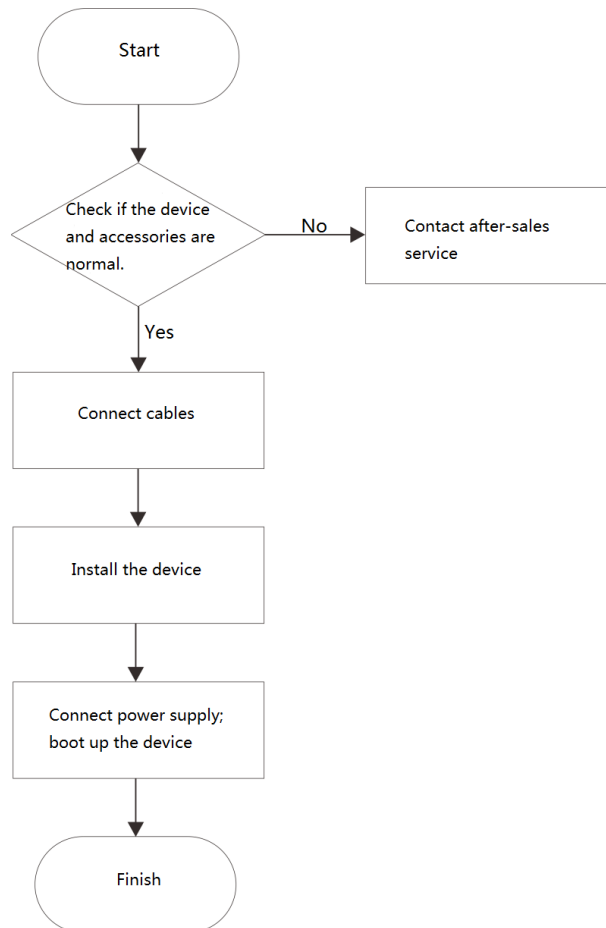 Start
Check if the device
and accessories are
normal.
No
Contact after-sales
service
Yes
Connect cables
Install the device
Connect power supply;
boot up the device
Finish